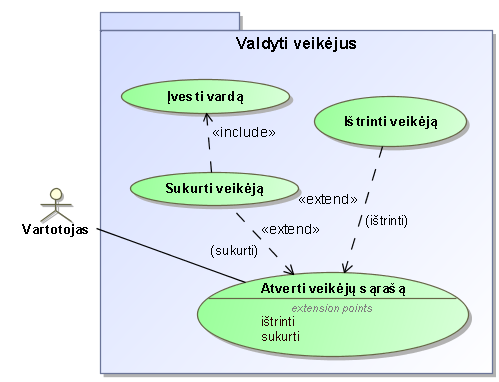 Valdyti veikėjus
Įvesti vardą
Ištrinti veikėją
«include»
Sukurti veikėją
«extend»
(ištrinti)
Vartotojas
«extend»
(sukurti)
Atverti veikėjų sąrašą
extension points
ištrinti
sukurti